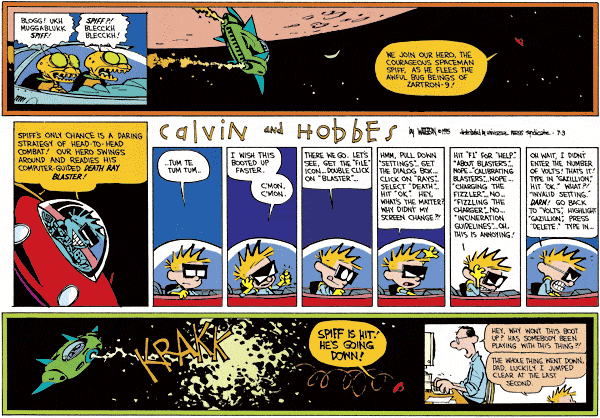 BLOGG! UKH
MUGGABLUKK
SPIFF!
SPIFF?!
BLECCKH
BLECCKH!
WE JOIN OUR HERO, THE
COURAGEOUS SPACEMAN
SPIFF, AS HE FLEES THE
AWFUL BUG BEINGS OF
ZARTRON-9!
calvin and HOBBES
by WATTERSON
distributed by Universal Press Syndicate
7-3
SPIFF'S ONLY CHANCE IS A DARING
STRATEGY OF HEAD-TO-HEAD
COMBAT! OUR HERO SWINGS
AROUND AND READIES HIS
COMPUTER-GUIDED DEATH RAY
BLASTER!
...TUM TE
TUM TUM...
I WISH THIS
BOOTED UP
FASTER.
C'MON,
C'MON.
THERE WE GO. LET'S
SEE, GET THE "FILE"
ICON... DOUBLE CLICK
ON "BLASTER"...
HMM, PULL DOWN
"SETTINGS"... GET
THE DIALOG BOX...
CLICK ON "RAYS"...
SELECT "DEATH"...
HIT "OK." HEY,
WHAT'S THE MATTER?
WHY DIDN'T MY
SCREEN CHANGE?!
HIT "F1" FOR "HELP."
"ABOUT BLASTERS"...
NOPE... "CALIBRATING
BLASTERS"... NOPE...
"CHARGING THE
FIZZLER"... NO...
"FIZZLING THE
CHARGER"... NO...
"INCINERATION
GUIDELINES"... OH,
THIS IS ANNOYING!
OH WAIT, I DIDN'T
ENTER THE NUMBER
OF VOLTS! THAT'S IT!
TYPE IN "GAZILLION,"
HIT "OK." WHAT?!
"INVALID SETTING."
DARN! GO BACK
TO "VOLTS," HIGHLIGHT
"GAZILLION," PRESS
"DELETE." TYPE IN...
KRAKK
SPIFF IS HIT!
HE'S GOING
DOWN!
HEY, WHY WON'T THIS BOOT
UP? HAS SOMEBODY BEEN
PLAYING WITH THIS THING?!
THE WHOLE THING WENT DOWN,
DAD. LUCKILY I JUMPED
CLEAR AT THE LAST
SECOND.